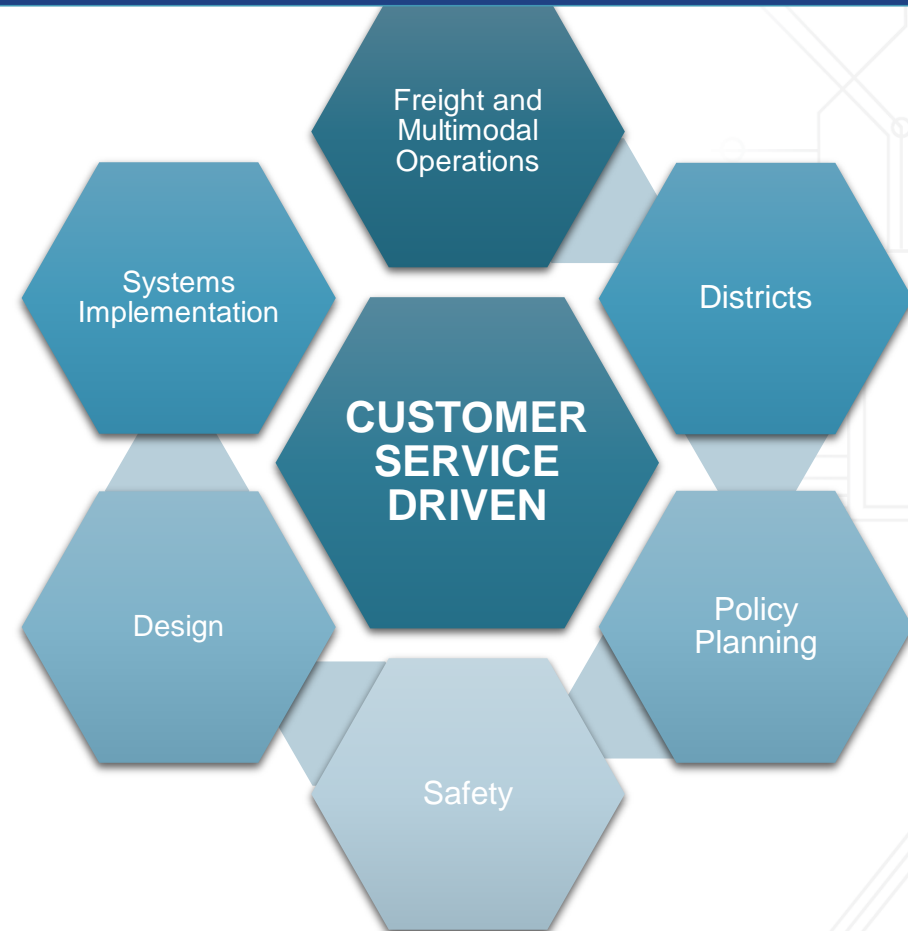 Freight and
Multimodal
Operations
Systems
Implementation
Districts
CUSTOMER
SERVICE
DRIVEN
Design
Policy
Planning
Safety